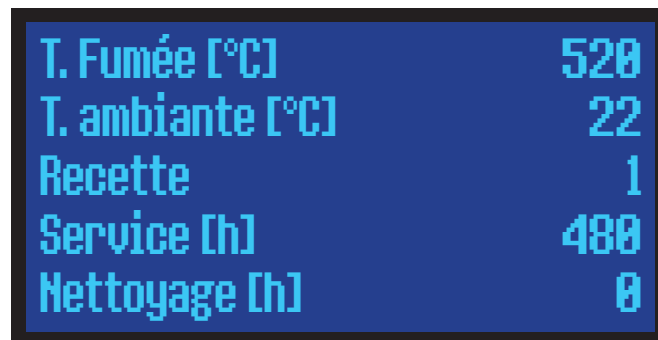 T. Fumée [°C] 520
T. ambiante [°C] 22
Recette 1
Service [h] 480
Nettoyage [h] 0